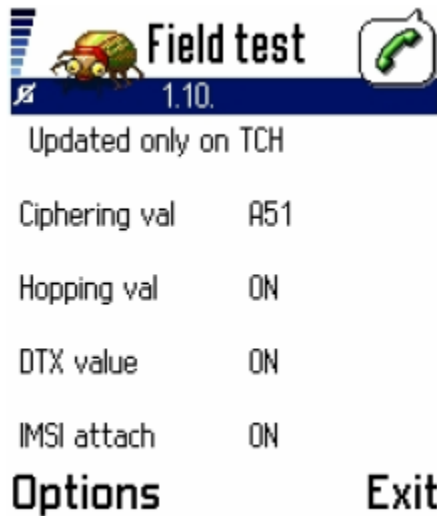 Field test
1.10.
Updated only on TCH
Ciphering val A51
Hopping val ON
DTX value ON
IMSI attach ON
Options Exit